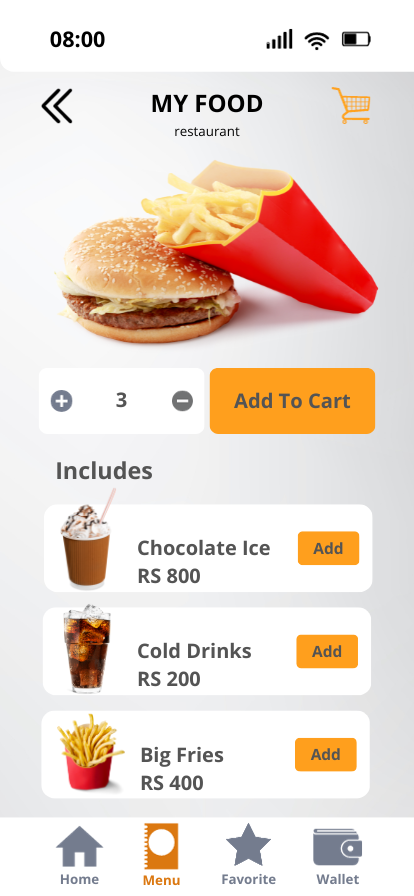 08:00
MY FOOD
restaurant
3
Add To Cart
Includes
Chocolate Ice
RS 800
Add
Cold Drinks
RS 200
Add
Big Fries
RS 400
Add
Home
Menu
Favorite
Wallet